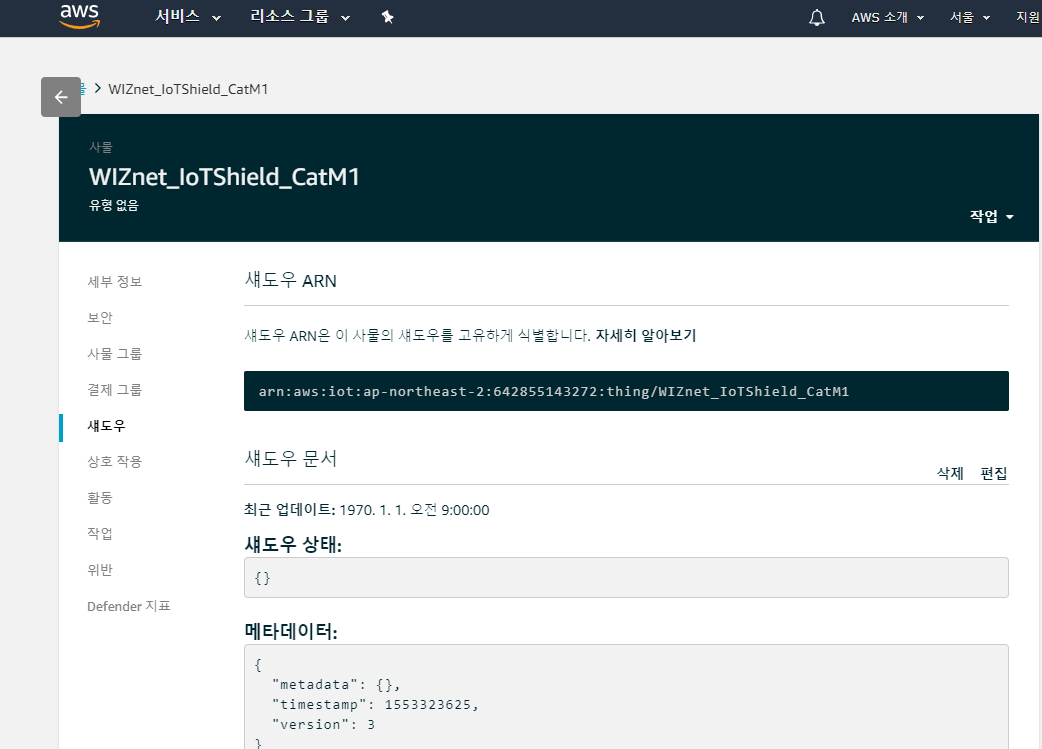 aws
서비스
리소스 그룹
AWS 소개
서울
지원
> WIZnet_IoTShield_CatM1
사물
WIZnet_IoTShield_CatM1
유형 없음
작업
세부 정보
보안
사물 그룹
결제 그룹
섀도우
상호 작용
활동
작업
위반
Defender 지표
섀도우 ARN
섀도우 ARN은 이 사물의 섀도우를 고유하게 식별합니다. 자세히 알아보기
arn:aws:iot:ap-northeast-2:642855143272:thing/WIZnet_IoTShield_CatM1
섀도우 문서
삭제 편집
최근 업데이트: 1970. 1. 1. 오전 9:00:00
섀도우 상태:
{}
메타데이터:
{
"metadata": {},
"timestamp": 1553323625,
"version": 3
}